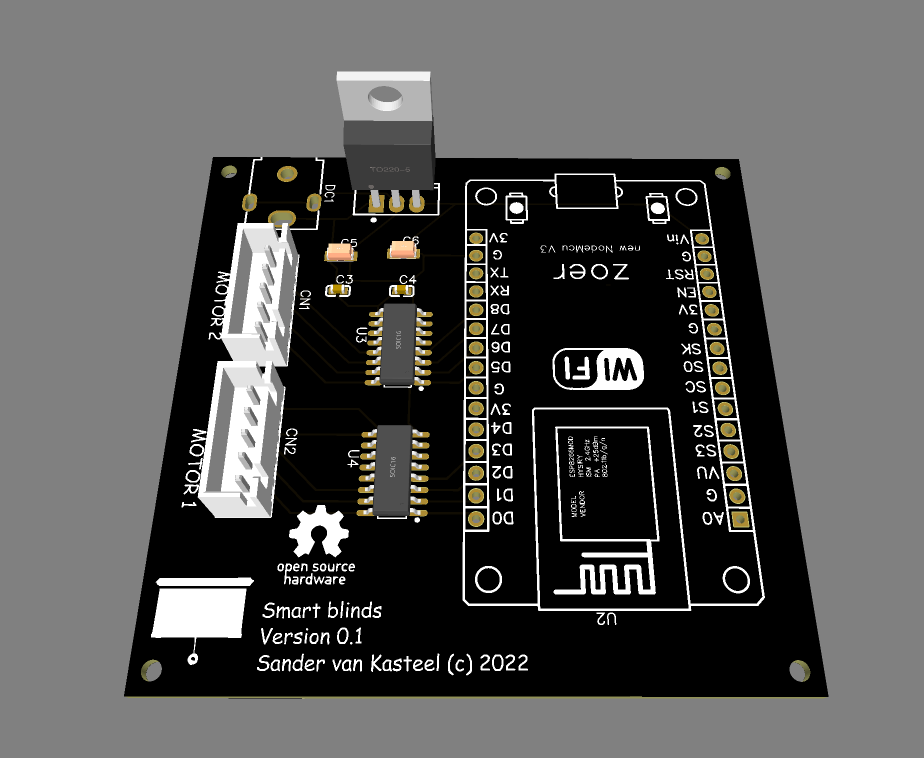 TO220-5
DC1
C5
C6
C3
C4
MOTOR 2
CN1
U3
SOIC16
MOTOR 1
CN2
U4
SOIC16
new NodeMcu V3
zoer
WI FI
3V
G
TX
RX
D8
D7
D6
D5
G
3V
D4
D3
D2
D1
D0
Vin
G
RST
EN
3V
G
SK
S0
SC
S1
S2
S3
VU
G
A0
MODEL ESP8266MOD
VENDOR
ISM 2.4GHz
PA +25dBm
802.11b/g/n
U2
open source
hardware
Smart blinds
Version 0.1
Sander van Kasteel (c) 2022